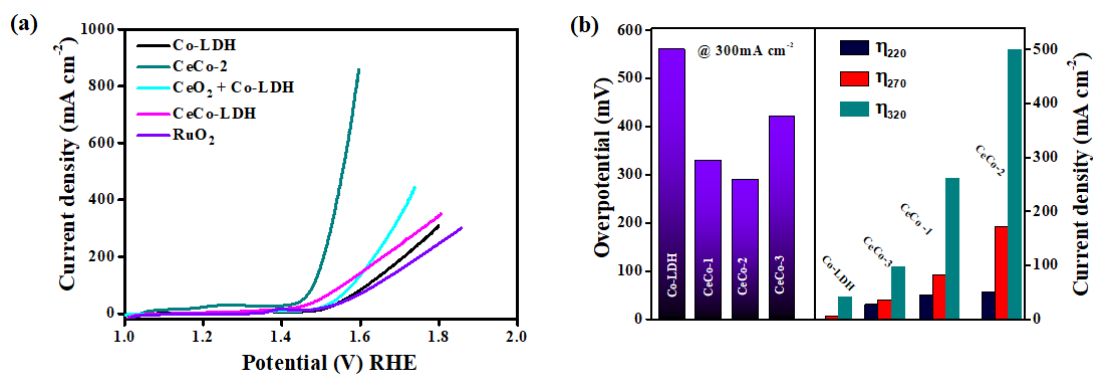 (a)
1000
800
600
400
200
0
Current density (mA cm⁻²)
Co-LDH
CeCo-2
CeO₂ + Co-LDH
CeCo-LDH
RuO₂
1.0
1.2
1.4
1.6
1.8
2.0
Potential (V) RHE
(b)
600
500
400
300
200
100
0
Overpotential (mV)
@ 300mA cm⁻²
Co-LDH
CeCo-1
CeCo-2
CeCo-3
η₂₂₀
η₂₇₀
η₃₂₀
Co-LDH
CeCo-3
CeCo-1
CeCo-2
500
400
300
200
100
0
Current density (mA cm⁻²)